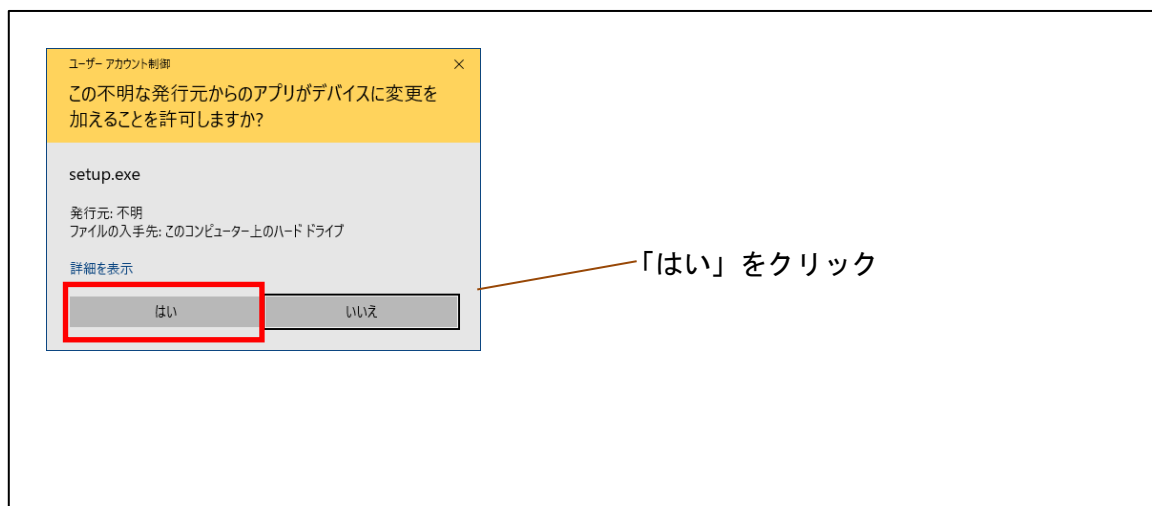 ユーザー アカウント制御
この不明な発行元からのアプリがデバイスに変更を
加えることを許可しますか?
setup.exe
発行元: 不明
ファイルの入手先: このコンピューター上のハード ドライブ
詳細を表示
はい
いいえ
「はい」をクリック